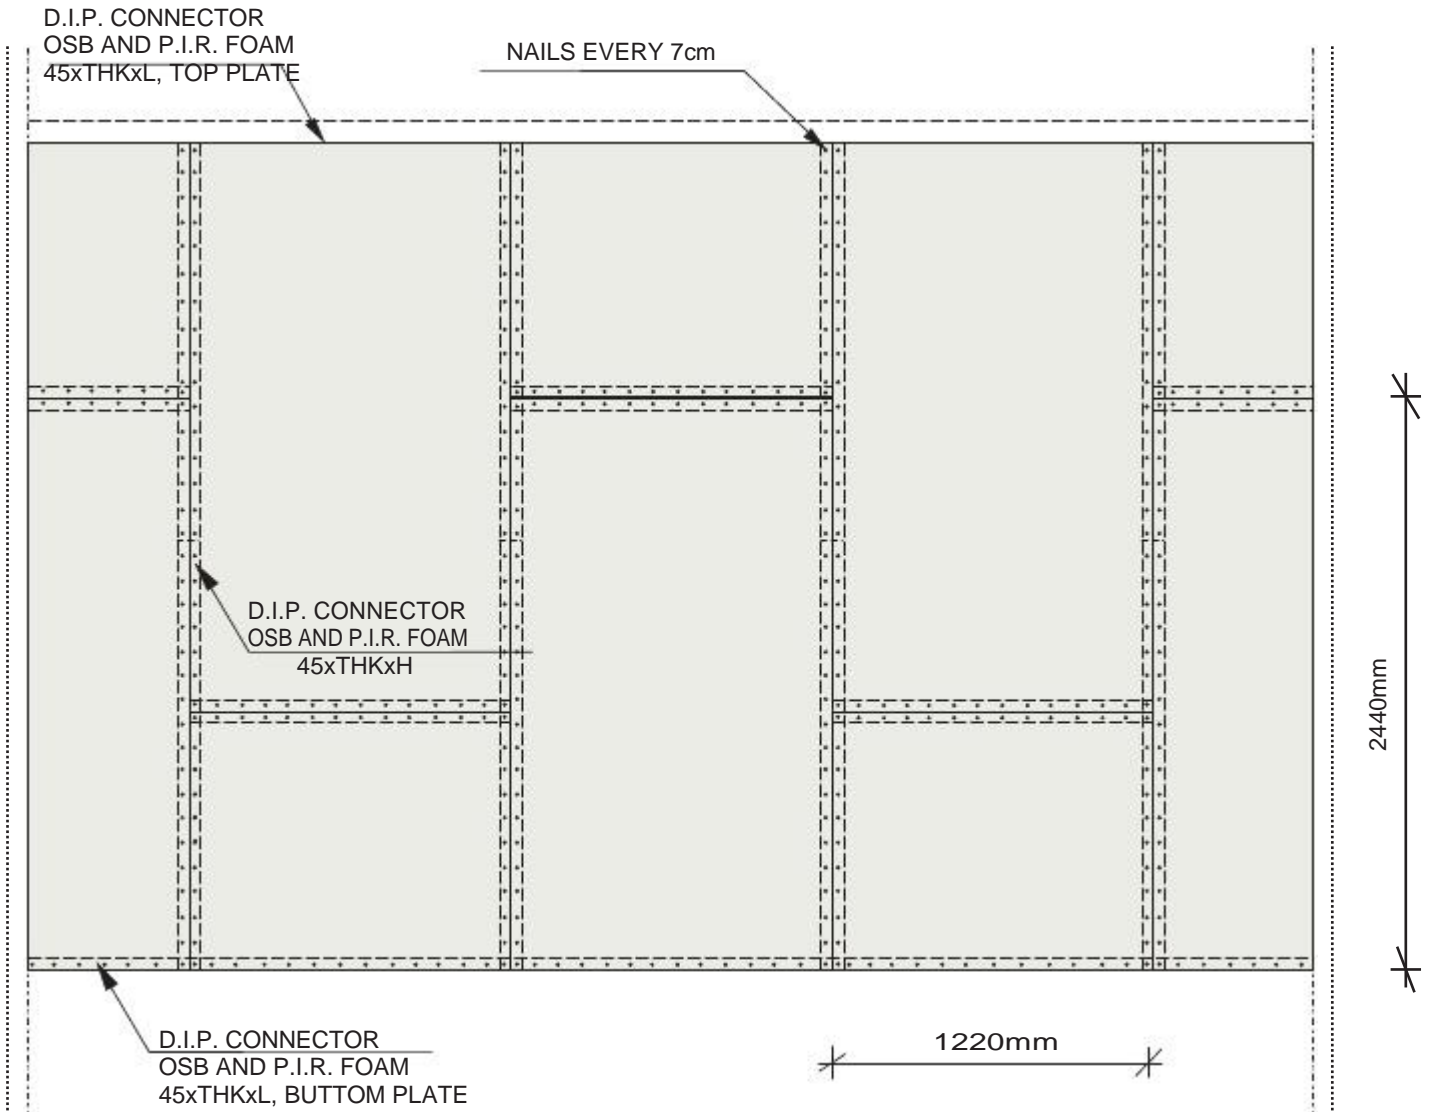 D.I.P. CONNECTOR
OSB AND P.I.R. FOAM
45xTHKxL, TOP PLATE
NAILS EVERY 7cm
D.I.P. CONNECTOR
OSB AND P.I.R. FOAM
45xTHKxH
2440mm
D.I.P. CONNECTOR
OSB AND P.I.R. FOAM
45xTHKxL, BUTTOM PLATE
1220mm